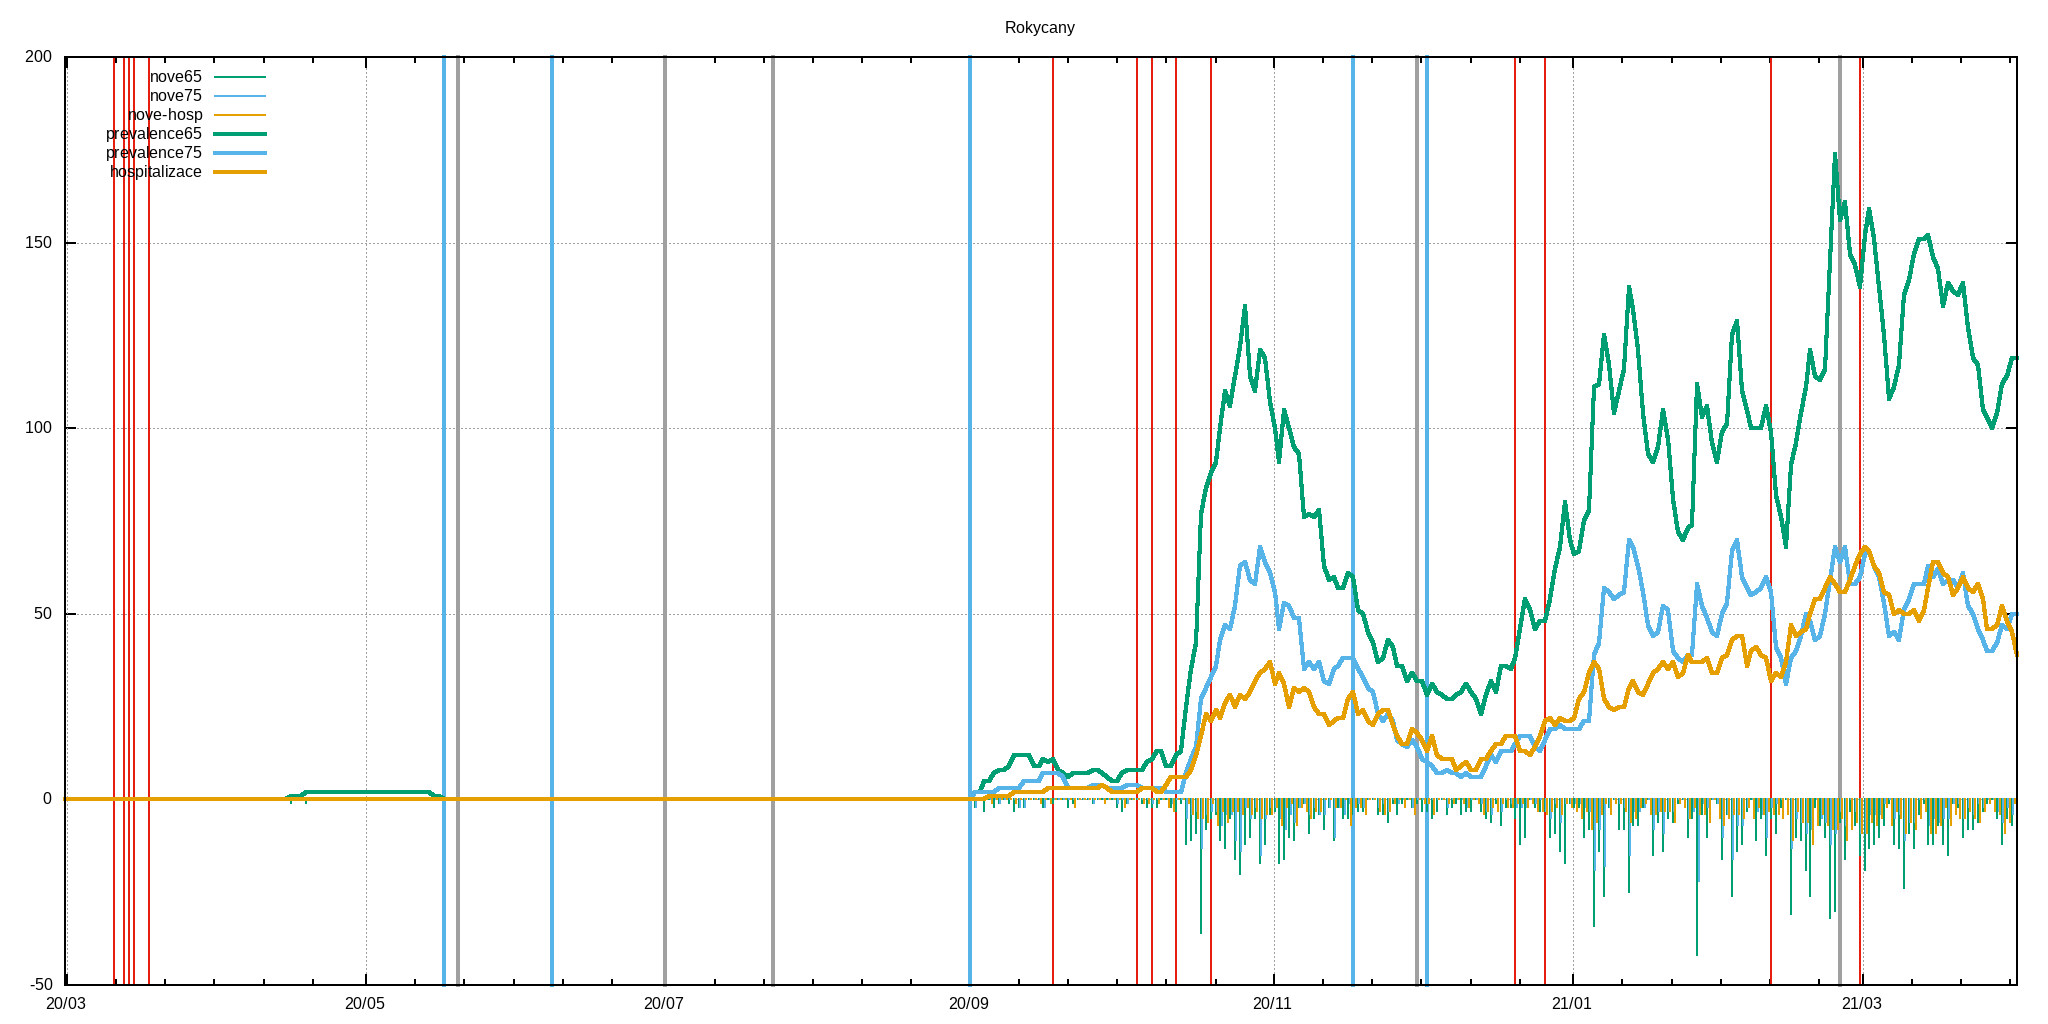 Rokycany
200
nove65
nove75
nove-hosp
prevalence65
prevalence75
hospitalizace
150
100
50
0
-50
20/03 20/05 20/07 20/09 20/11 21/01 21/03